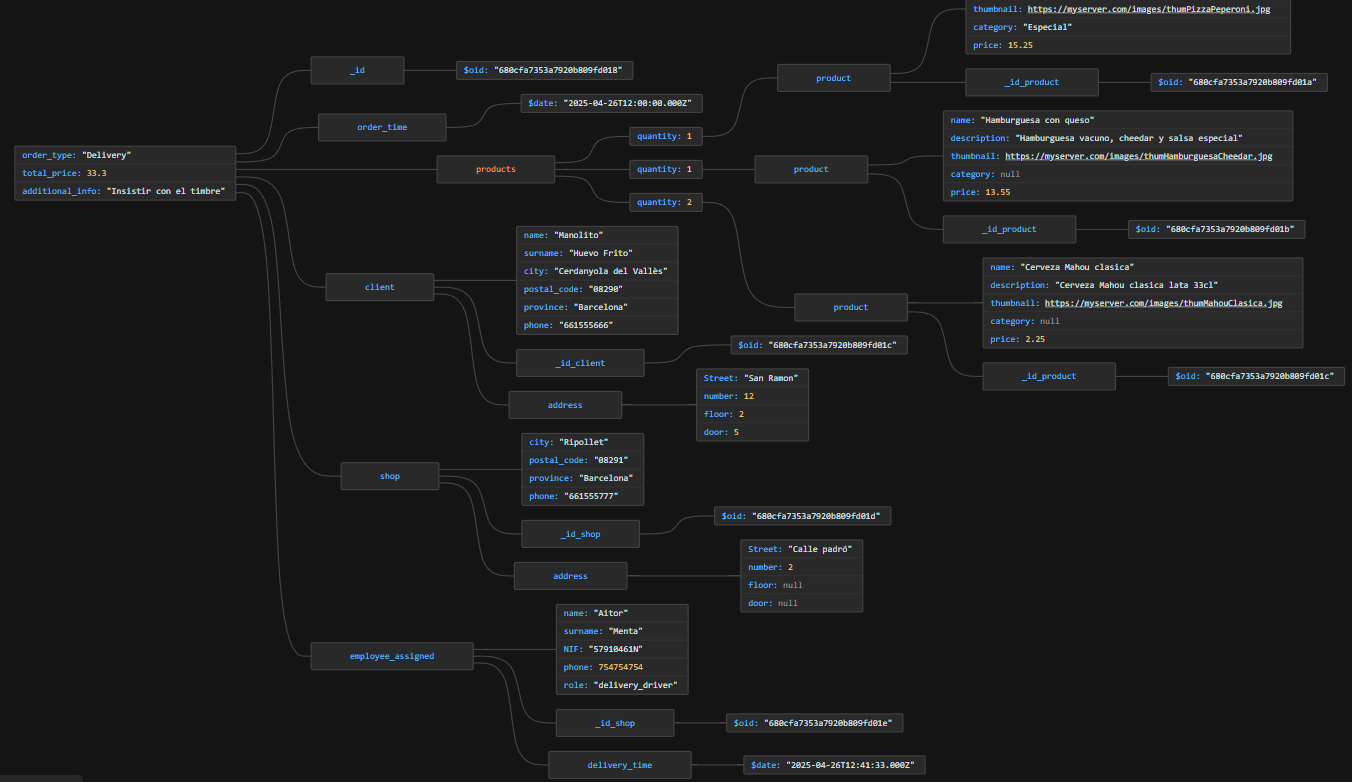 order_type: "Delivery"
total_price: 33.3
additional_info: "Insistir con el timbre"
_id
$oid: "680cfa7353a7920b809fd018"
order_time
$date: "2025-04-26T12:00:00.000Z"
products
quantity: 1
product
thumbnail: https://myserver.com/images/thumPizzaPeperoni.jpg
category: "Especial"
price: 15.25
_id_product
$oid: "680cfa7353a7920b809fd01a"
quantity: 1
product
name: "Hamburguesa con queso"
description: "Hamburguesa vacuno, cheedar y salsa especial"
thumbnail: https://myserver.com/images/thumHamburguesaCheedar.jpg
category: null
price: 13.55
_id_product
$oid: "680cfa7353a7920b809fd01b"
quantity: 2
product
name: "Cerveza Mahou clasica"
description: "Cerveza Mahou clasica lata 33cl"
thumbnail: https://myserver.com/images/thumMahouClasica.jpg
category: null
price: 2.25
_id_product
$oid: "680cfa7353a7920b809fd01c"
client
name: "Manolito"
surname: "Huevo Frito"
city: "Cerdanyola del Vallès"
postal_code: "08290"
province: "Barcelona"
phone: "661555666"
_id_client
$oid: "680cfa7353a7920b809fd01c"
address
Street: "San Ramon"
number: 12
floor: 2
door: 5
shop
city: "Ripollet"
postal_code: "08291"
province: "Barcelona"
phone: "661555777"
_id_shop
$oid: "680cfa7353a7920b809fd01d"
address
Street: "Calle padró"
number: 2
floor: null
door: null
employee_assigned
name: "Aitor"
surname: "Menta"
NIF: "57910461N"
phone: 754754754
role: "delivery_driver"
_id_shop
$oid: "680cfa7353a7920b809fd01e"
delivery_time
$date: "2025-04-26T12:41:33.000Z"